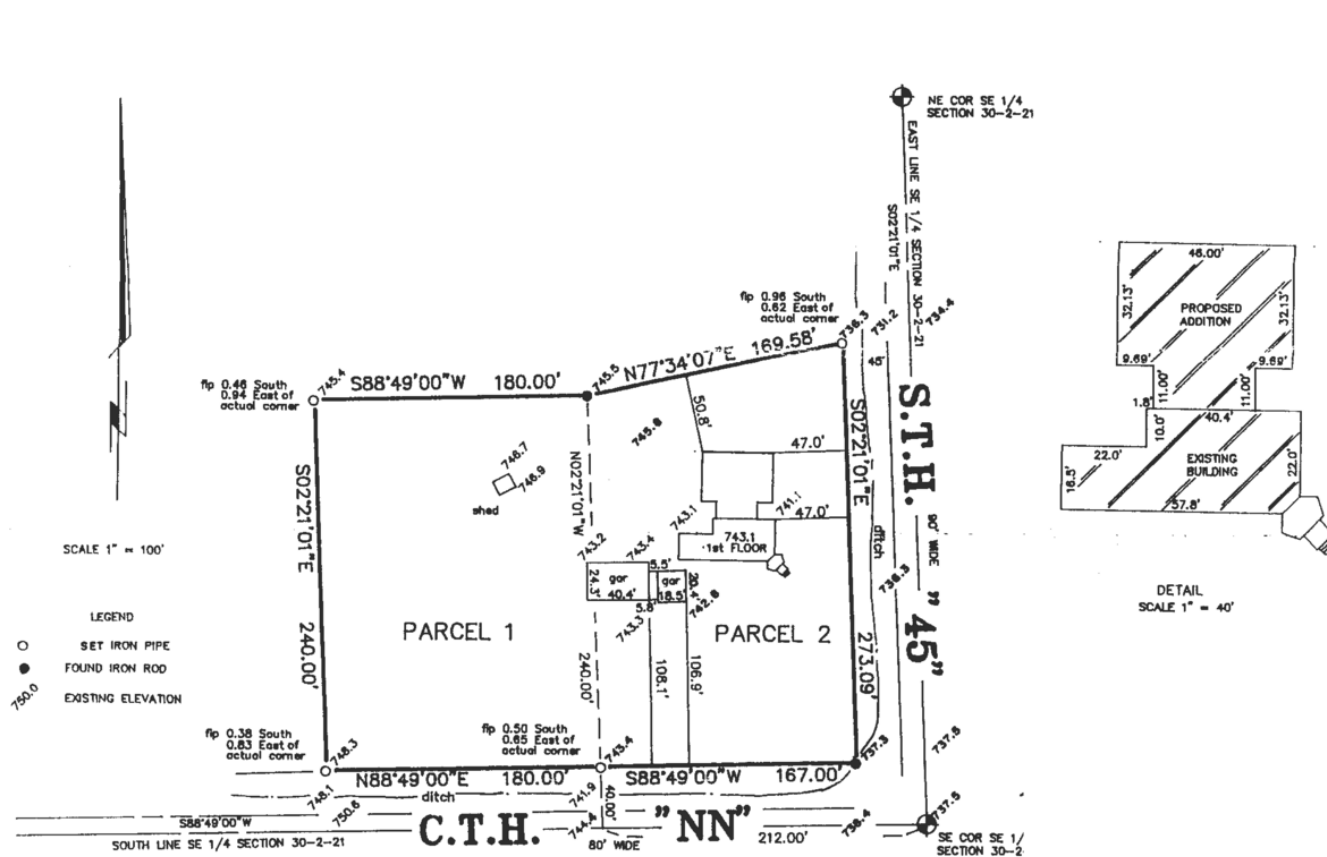 NE COR SE 1/4
SECTION 30-2-21
EAST LINE SE 1/4 SECTION 30-2-21
S02°21'01"E
fip 0.96 South
0.62 East of
actual corner
736.3
731.2
734.4
45'
N77°34'07"E 169.58'
fip 0.46 South
0.94 East of
actual corner
745.4
S88°49'00"W 180.00'
745.5
745.8
50.8'
47.0'
S02°21'01"E
273.09'
S.T.H. "45"
90' WIDE
ditch
746.7
746.9
shed
N02°21'01"W
240.00'
S02°21'01"E
240.00'
743.1
741.1
47.0'
743.1
1st FLOOR
743.2
743.4
5.5'
24.3'
gar
40.4'
gar
18.5'
20.4'
5.8'
743.3
742.8
736.3
PARCEL 1
PARCEL 2
108.1'
106.9'
SCALE 1" = 100'
LEGEND
SET IRON PIPE
FOUND IRON ROD
750.0
EXISTING ELEVATION
fip 0.38 South
0.83 East of
actual corner
748.3
fip 0.50 South
0.65 East of
actual corner
743.4
737.3
737.5
N88°49'00"E 180.00'
S88°49'00"W 167.00'
ditch
748.1
750.6
741.9
744.4
40.00'
738.4
737.5
S88°49'00"W
SOUTH LINE SE 1/4 SECTION 30-2-21
C.T.H. "NN"
80' WIDE
212.00'
SE COR SE 1/
SECTION 30-2
46.00'
32.13'
PROPOSED
ADDITION
32.13'
9.69'
9.69'
11.00'
11.00'
1.8'
40.4'
10.0'
22.0'
EXISTING
BUILDING
22.0'
16.5'
57.8'
DETAIL
SCALE 1" = 40'